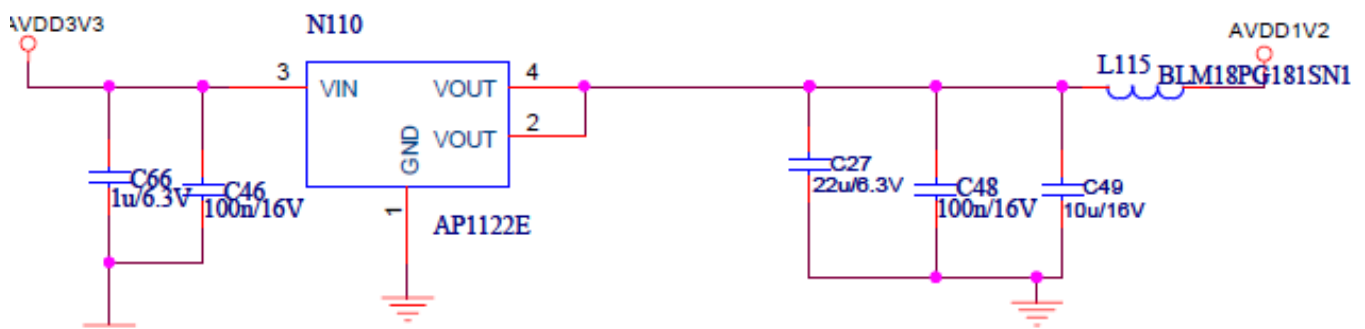 AVDD3V3
N110
AVDD1V2
L115
BLM18PG181SN1
3
VIN
VOUT
4
VOUT
2
GND
1
AP1122E
C66
1u/6.3V
C46
100n/16V
C27
22u/6.3V
C48
100n/16V
C49
10u/16V